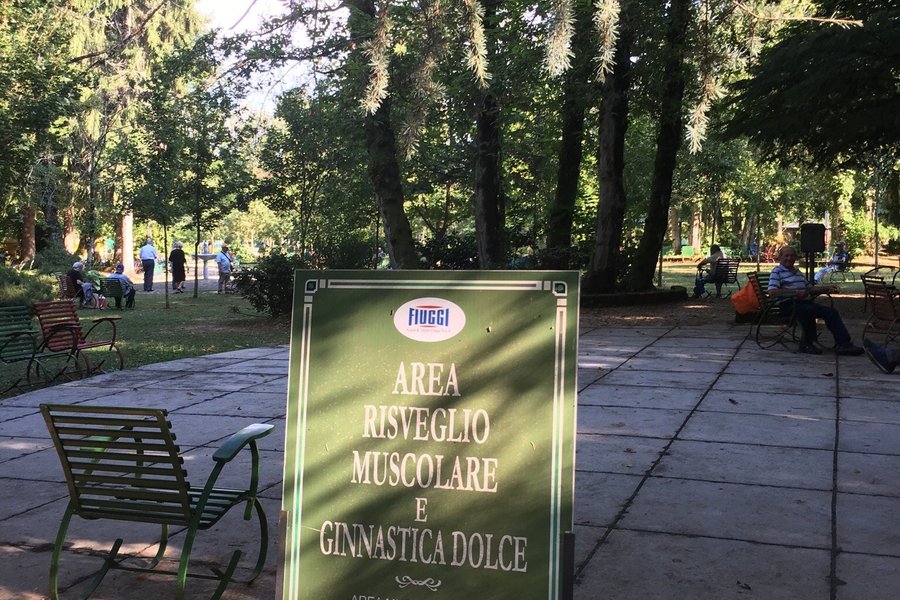 FIUGGI
AREA
RISVEGLIO
MUSCOLARE
E
GINNASTICA DOLCE